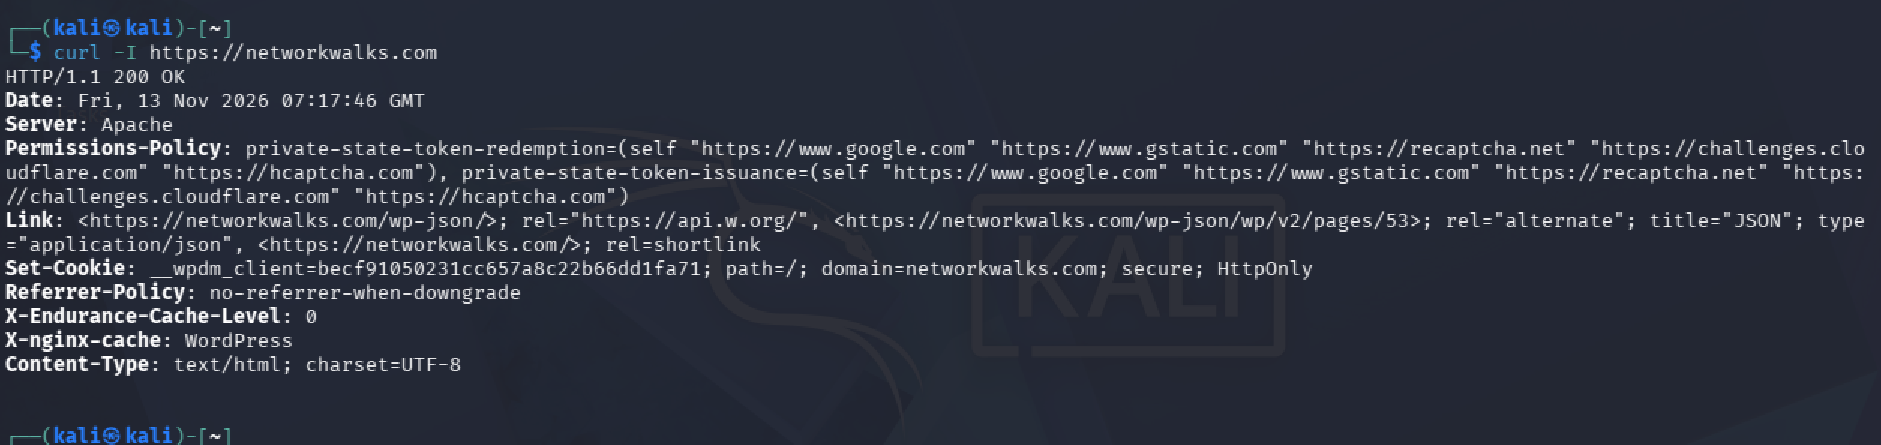 ┌──(kali㉿kali)-[~]
└─$ curl -I https://networkwalks.com
HTTP/1.1 200 OK
Date: Fri, 13 Nov 2026 07:17:46 GMT
Server: Apache
Permissions-Policy: private-state-token-redemption=(self "https://www.google.com" "https://www.gstatic.com" "https://recaptcha.net" "https://challenges.clo
udflare.com" "https://hcaptcha.com"), private-state-token-issuance=(self "https://www.google.com" "https://www.gstatic.com" "https://recaptcha.net" "https:
//challenges.cloudflare.com" "https://hcaptcha.com")
Link: <https://networkwalks.com/wp-json/>; rel="https://api.w.org/", <https://networkwalks.com/wp-json/wp/v2/pages/53>; rel="alternate"; title="JSON"; type
="application/json", <https://networkwalks.com/>; rel=shortlink
Set-Cookie: __wpdm_client=becf91050231cc657a8c22b66dd1fa71; path=/; domain=networkwalks.com; secure; HttpOnly
Referrer-Policy: no-referrer-when-downgrade
X-Endurance-Cache-Level: 0
X-nginx-cache: WordPress
Content-Type: text/html; charset=UTF-8
KALI
┌──(kali㉿kali)-[~]